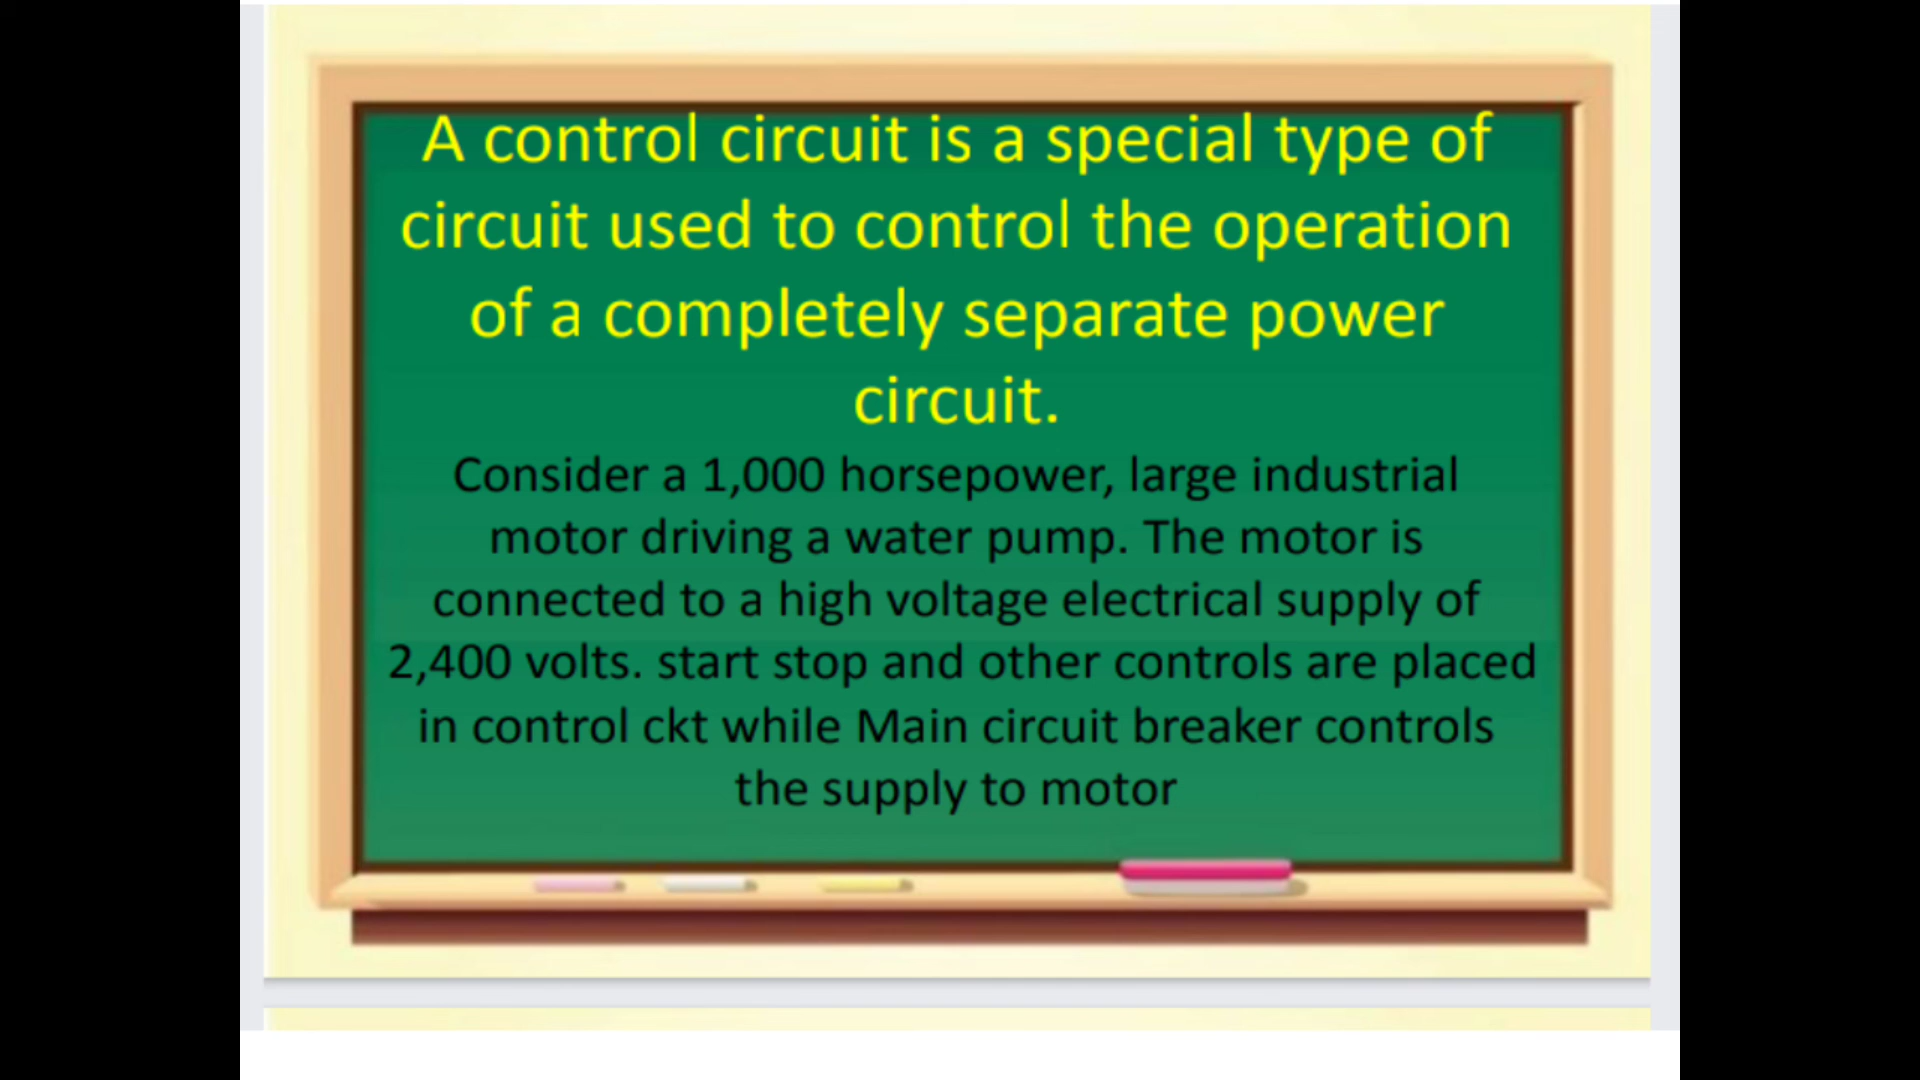 A control circuit is a special type of
circuit used to control the operation
of a completely separate power
circuit.
Consider a 1,000 horsepower, large industrial
motor driving a water pump. The motor is
connected to a high voltage electrical supply of
2,400 volts. start stop and other controls are placed
in control ckt while Main circuit breaker controls
the supply to motor